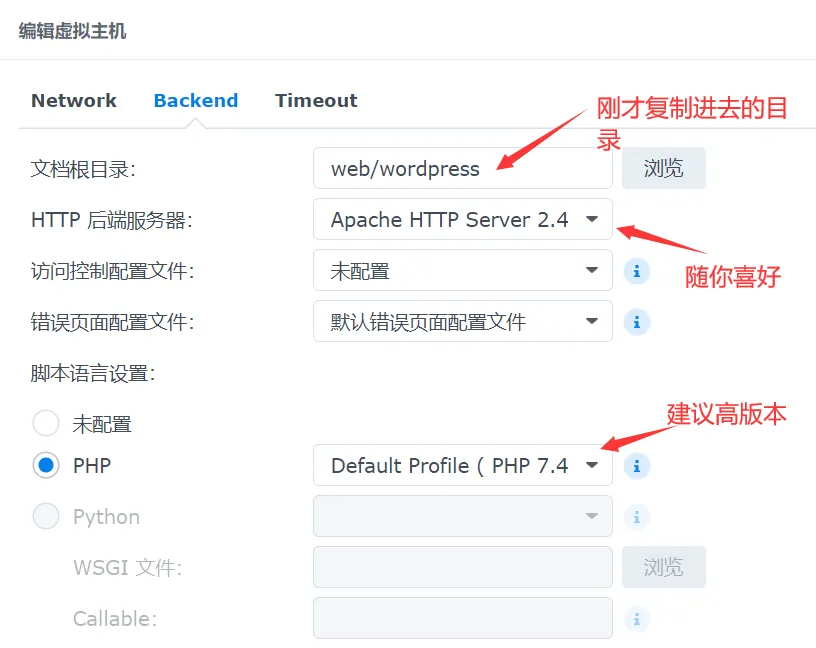 编辑虚拟主机
Network Backend Timeout
刚才复制进去的目
录
文档根目录: web/wordpress 浏览
HTTP 后端服务器: Apache HTTP Server 2.4
随你喜好
访问控制配置文件: 未配置
错误页面配置文件: 默认错误页面配置文件
脚本语言设置:
未配置
建议高版本
PHP Default Profile ( PHP 7.4
Python
WSGI 文件: 浏览
Callable: